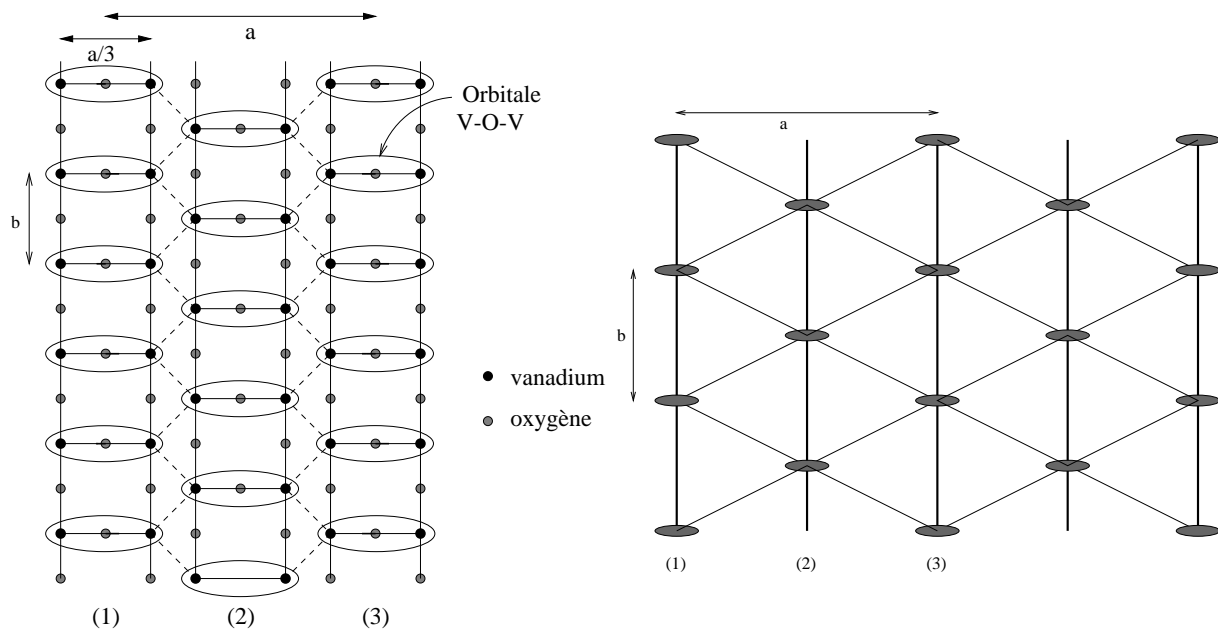 a
a/3
Orbitale
V-O-V
b
vanadium
oxygène
(1)
(2)
(3)
a
b
(1)
(2)
(3)